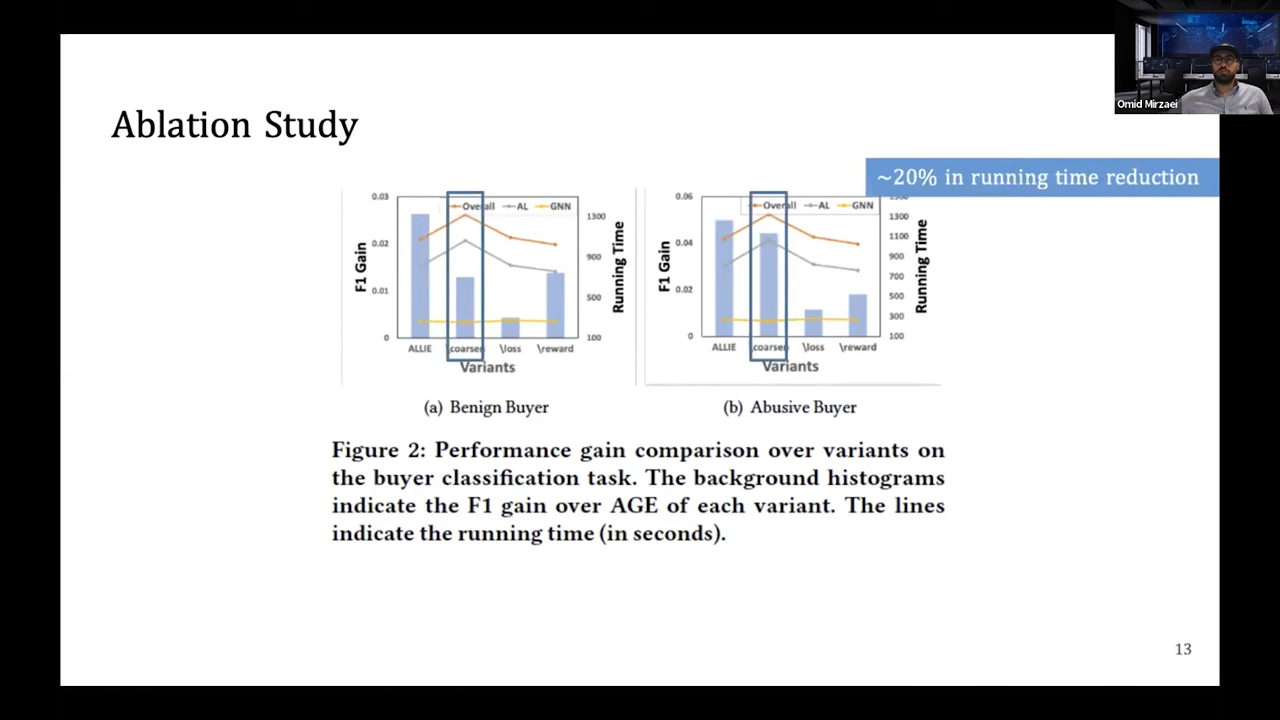 Omid Mirzaei
Ablation Study
~20% in running time reduction
0.03
0.02
0.01
0
F1 Gain
Overall AL GNN
1300
900
500
100
Running Time
ALLIE \coarsen \loss \reward
Variants
(a) Benign Buyer
0.06
0.04
0.02
0
F1 Gain
Overall AL GNN
1500
1300
1100
900
700
500
300
100
Running Time
ALLIE \coarsen \loss \reward
Variants
(b) Abusive Buyer
Figure 2: Performance gain comparison over variants on
the buyer classification task. The background histograms
indicate the F1 gain over AGE of each variant. The lines
indicate the running time (in seconds).
13